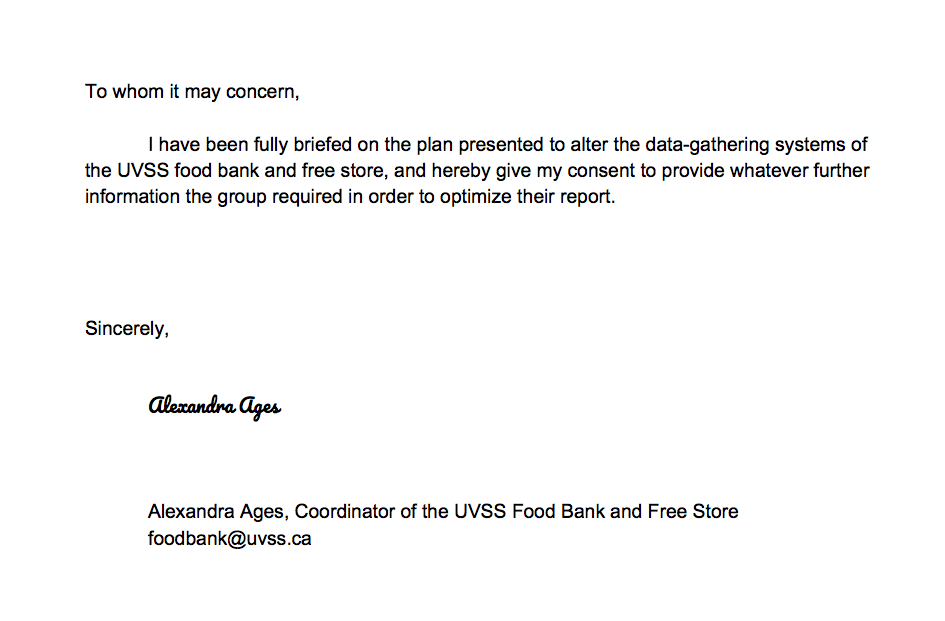 To whom it may concern,
I have been fully briefed on the plan presented to alter the data-gathering systems of
the UVSS food bank and free store, and hereby give my consent to provide whatever further
information the group required in order to optimize their report.
Sincerely,
Alexandra Ages
Alexandra Ages, Coordinator of the UVSS Food Bank and Free Store
foodbank@uvss.ca